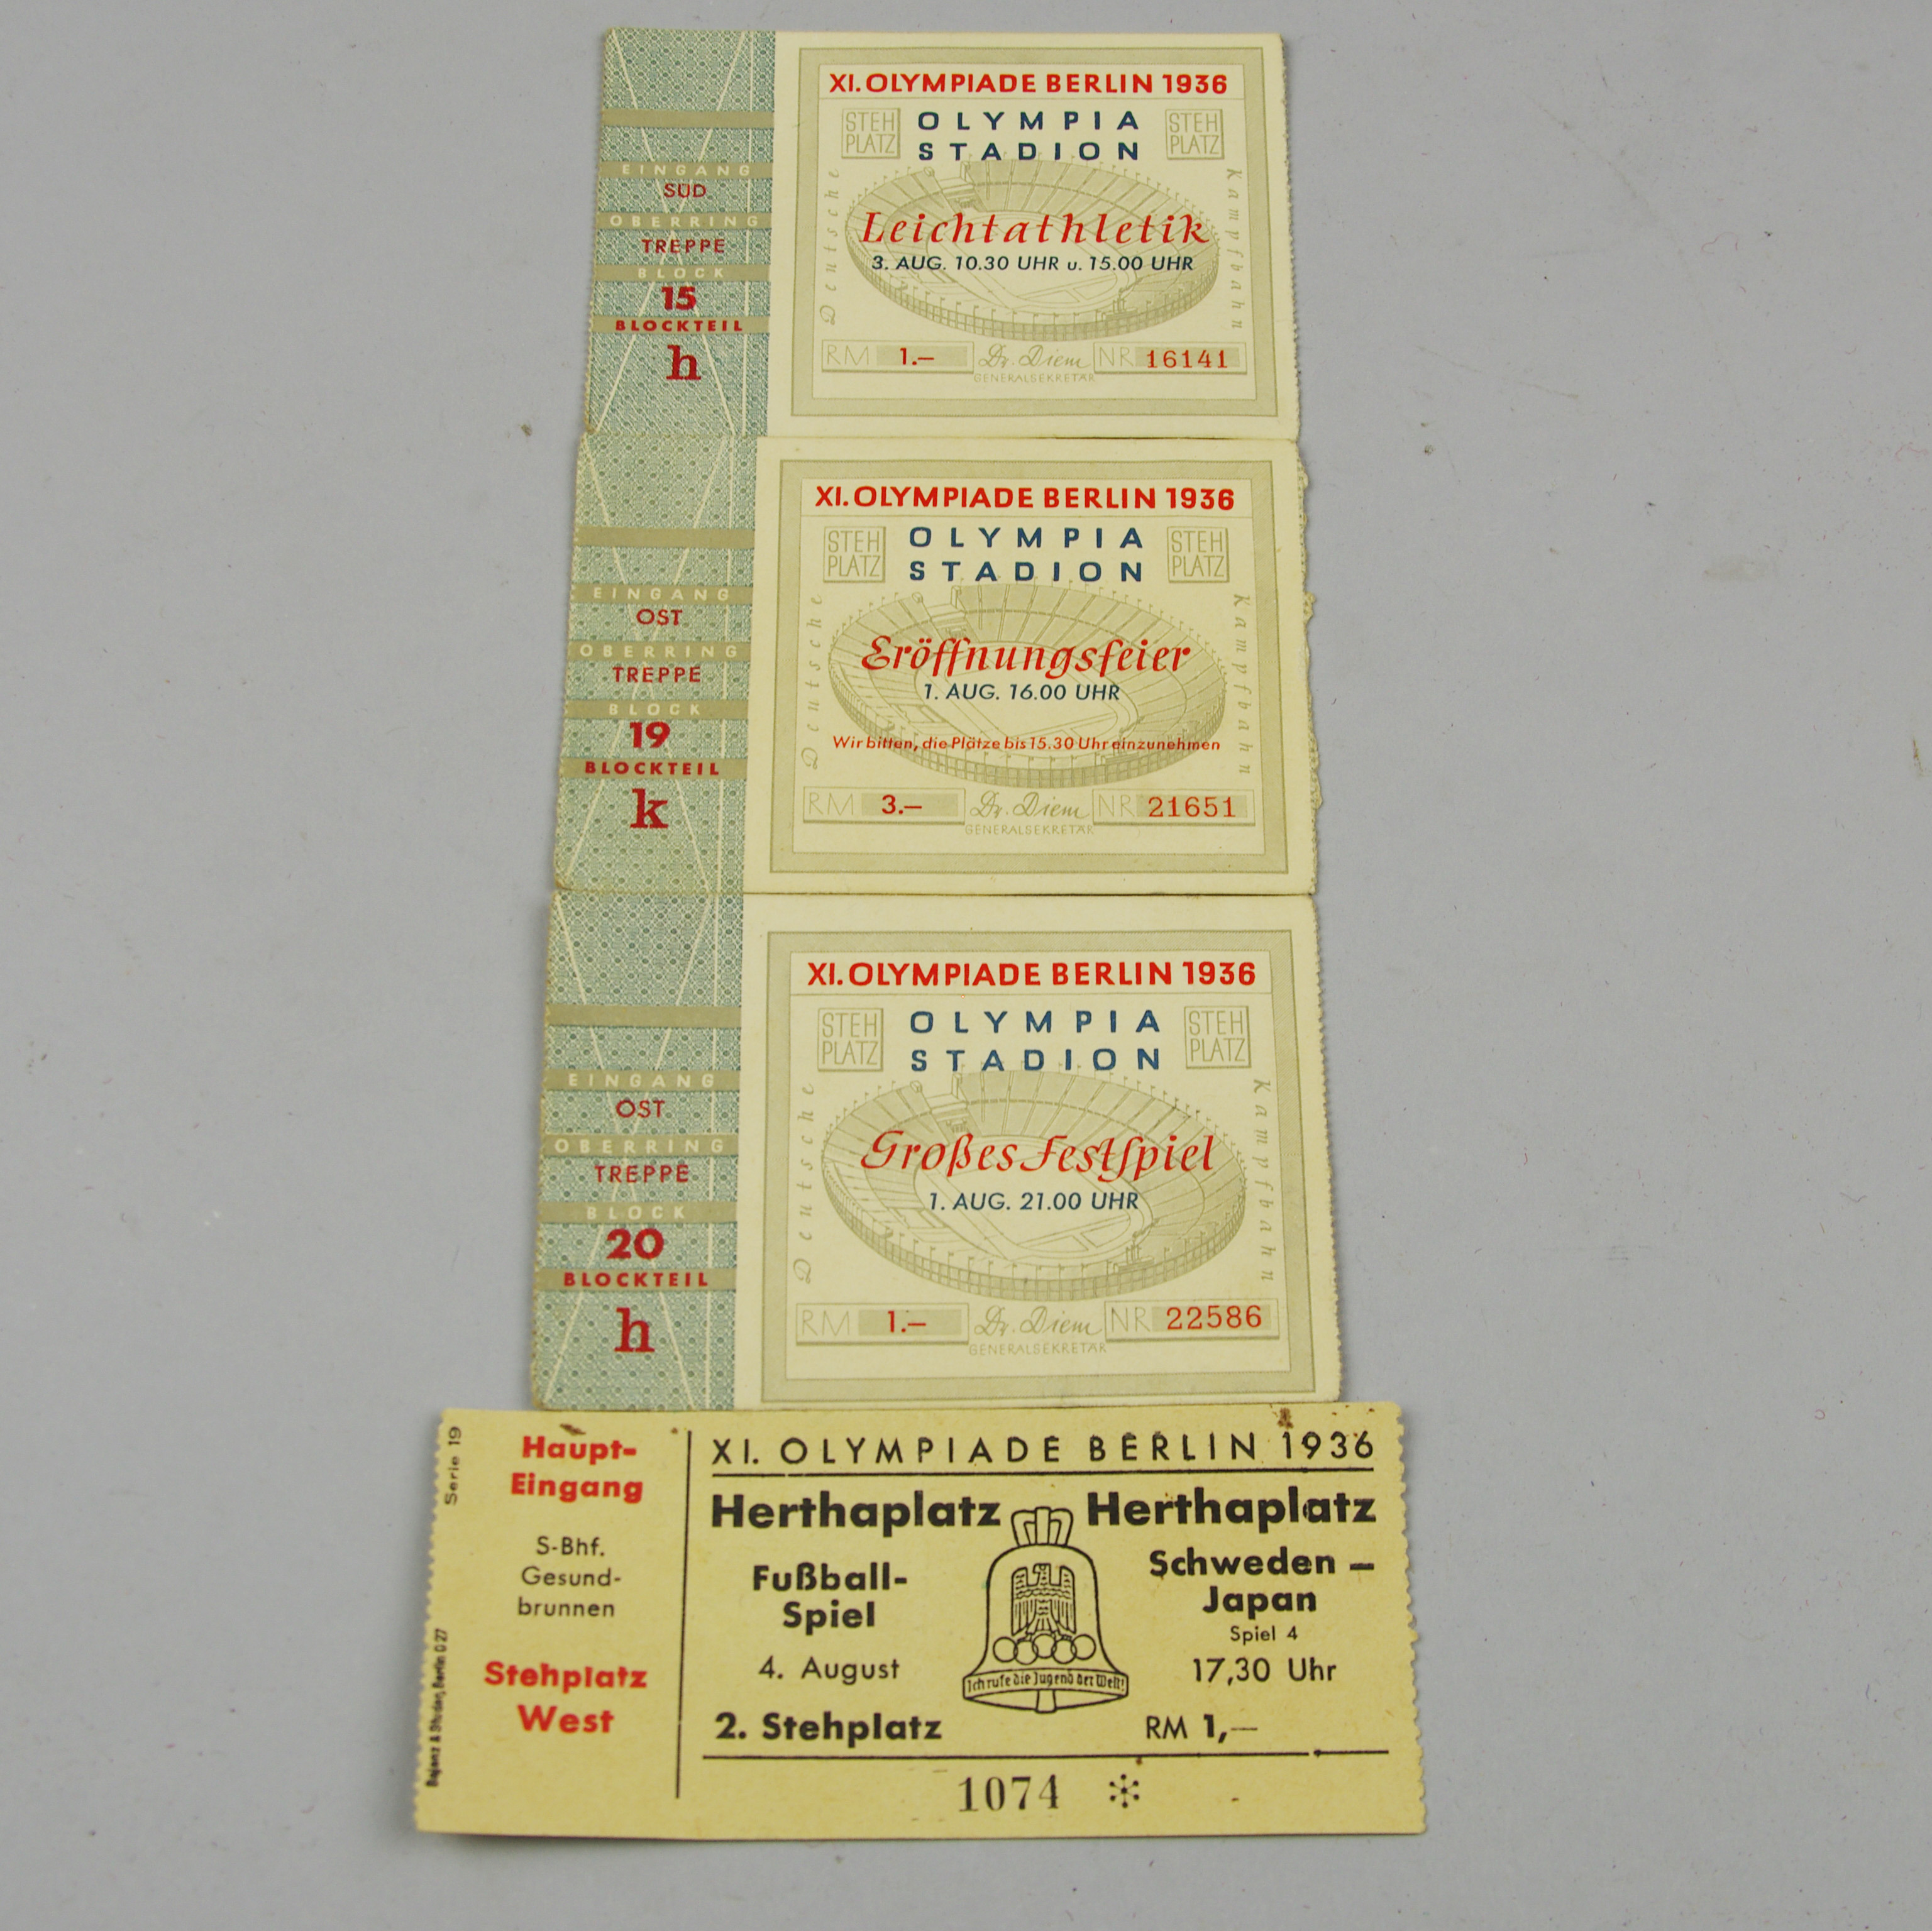 EINGANG
SÜD
OBERRING
TREPPE
BLOCK
15
BLOCKTEIL
h
XI. OLYMPIADE BERLIN 1936
STEH PLATZ
OLYMPIA
STADION
STEH PLATZ
Deutsche
Kampfbahn
Leichtathletik
3. AUG. 10.30 UHR u. 15.00 UHR
RM 1.—
Dr. Diem
GENERALSEKRETÄR
NR 16141
EINGANG
OST
OBERRING
TREPPE
BLOCK
19
BLOCKTEIL
k
XI. OLYMPIADE BERLIN 1936
STEH PLATZ
OLYMPIA
STADION
STEH PLATZ
Deutsche
Kampfbahn
Eröffnungsfeier
1. AUG. 16.00 UHR
Wir bitten, die Plätze bis 15.30 Uhr einzunehmen
RM 3.—
Dr. Diem
GENERALSEKRETÄR
NR 21651
EINGANG
OST
OBERRING
TREPPE
BLOCK
20
BLOCKTEIL
h
XI. OLYMPIADE BERLIN 1936
STEH PLATZ
OLYMPIA
STADION
STEH PLATZ
Deutsche
Kampfbahn
Großes Festſpiel
1. AUG. 21.00 UHR
RM 1.—
Dr. Diem
GENERALSEKRETÄR
NR 22586
Serie 19
Berlin O 27
Haupt-
Eingang
S-Bhf.
Gesund-
brunnen
Stehplatz
West
XI. OLYMPIADE BERLIN 1936
Herthaplatz Herthaplatz
Fußball-
Spiel
4. August
2. Stehplatz
Ich rufe die Jugend der Welt!
Schweden –
Japan
Spiel 4
17,30 Uhr
RM 1,—
1074 *